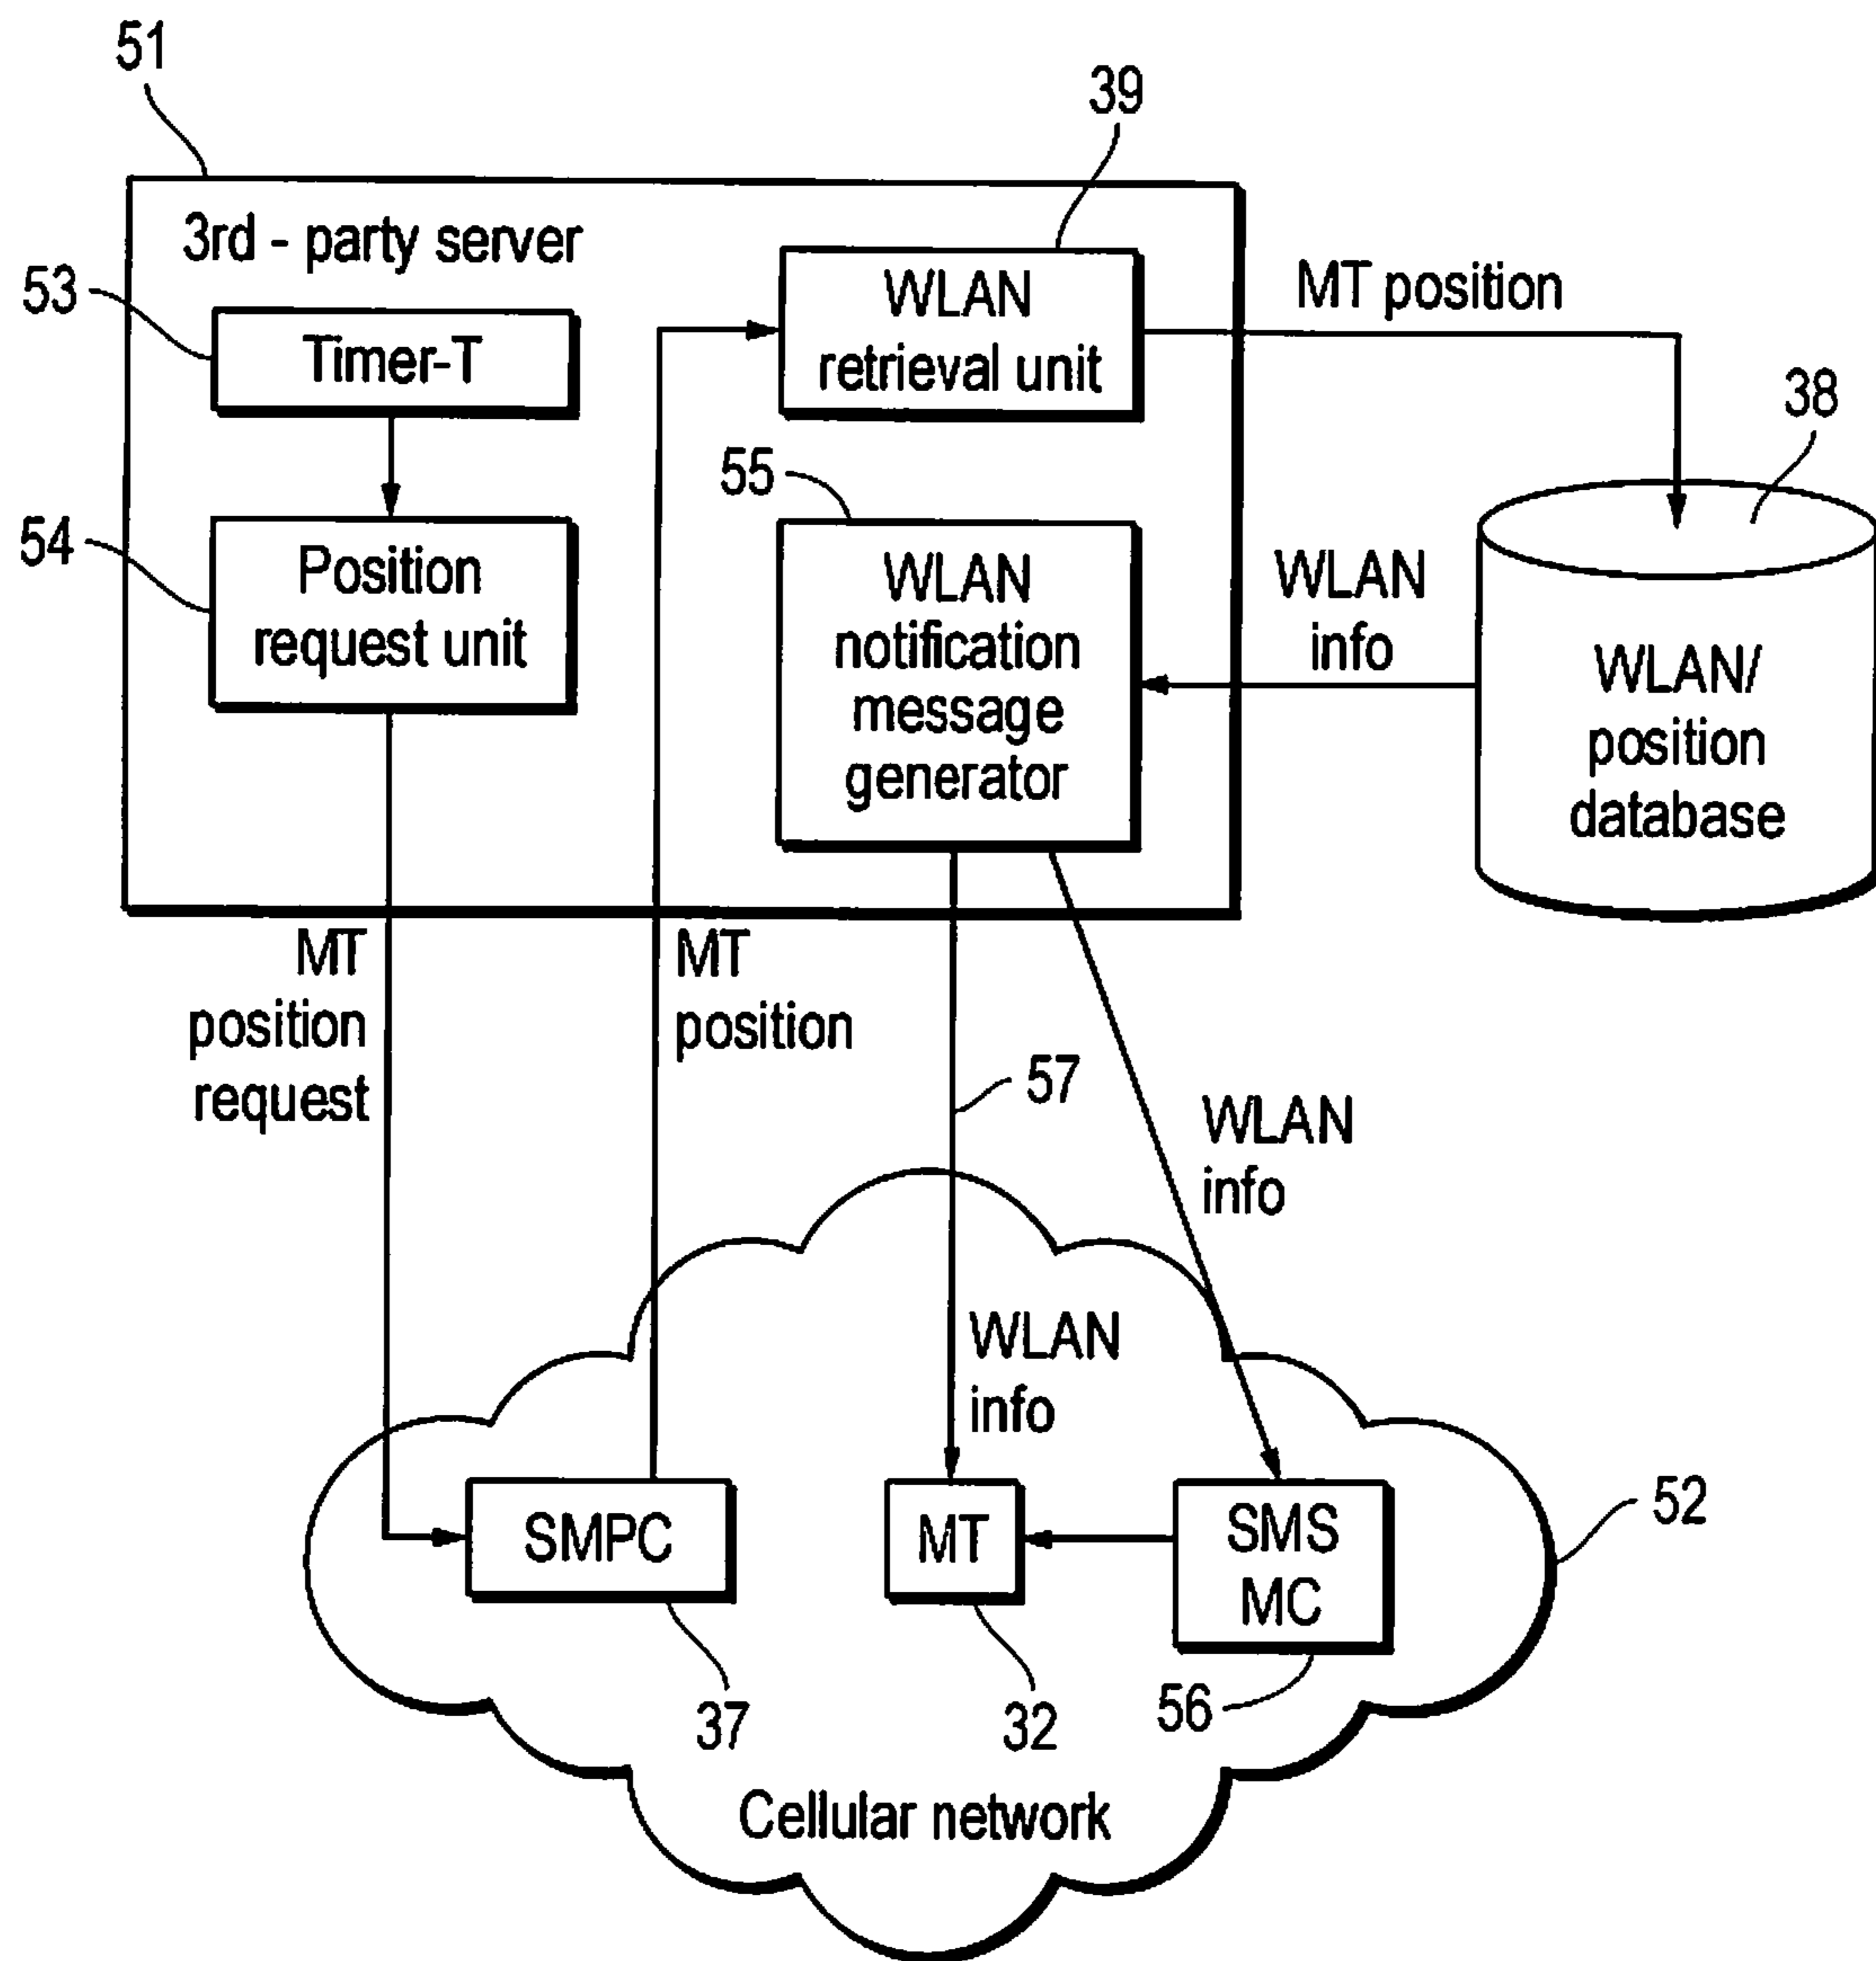 51
39
3rd - party server
53
Timer-T
WLAN
retrieval unit
MT position
38
55
54
Position
request unit
WLAN
notification
message
generator
WLAN
info
WLAN/
position
database
MT
position
request
MT
position
57
WLAN
info
WLAN
info
SMPC
MT
SMS
MC
52
37
32
56
Cellular network